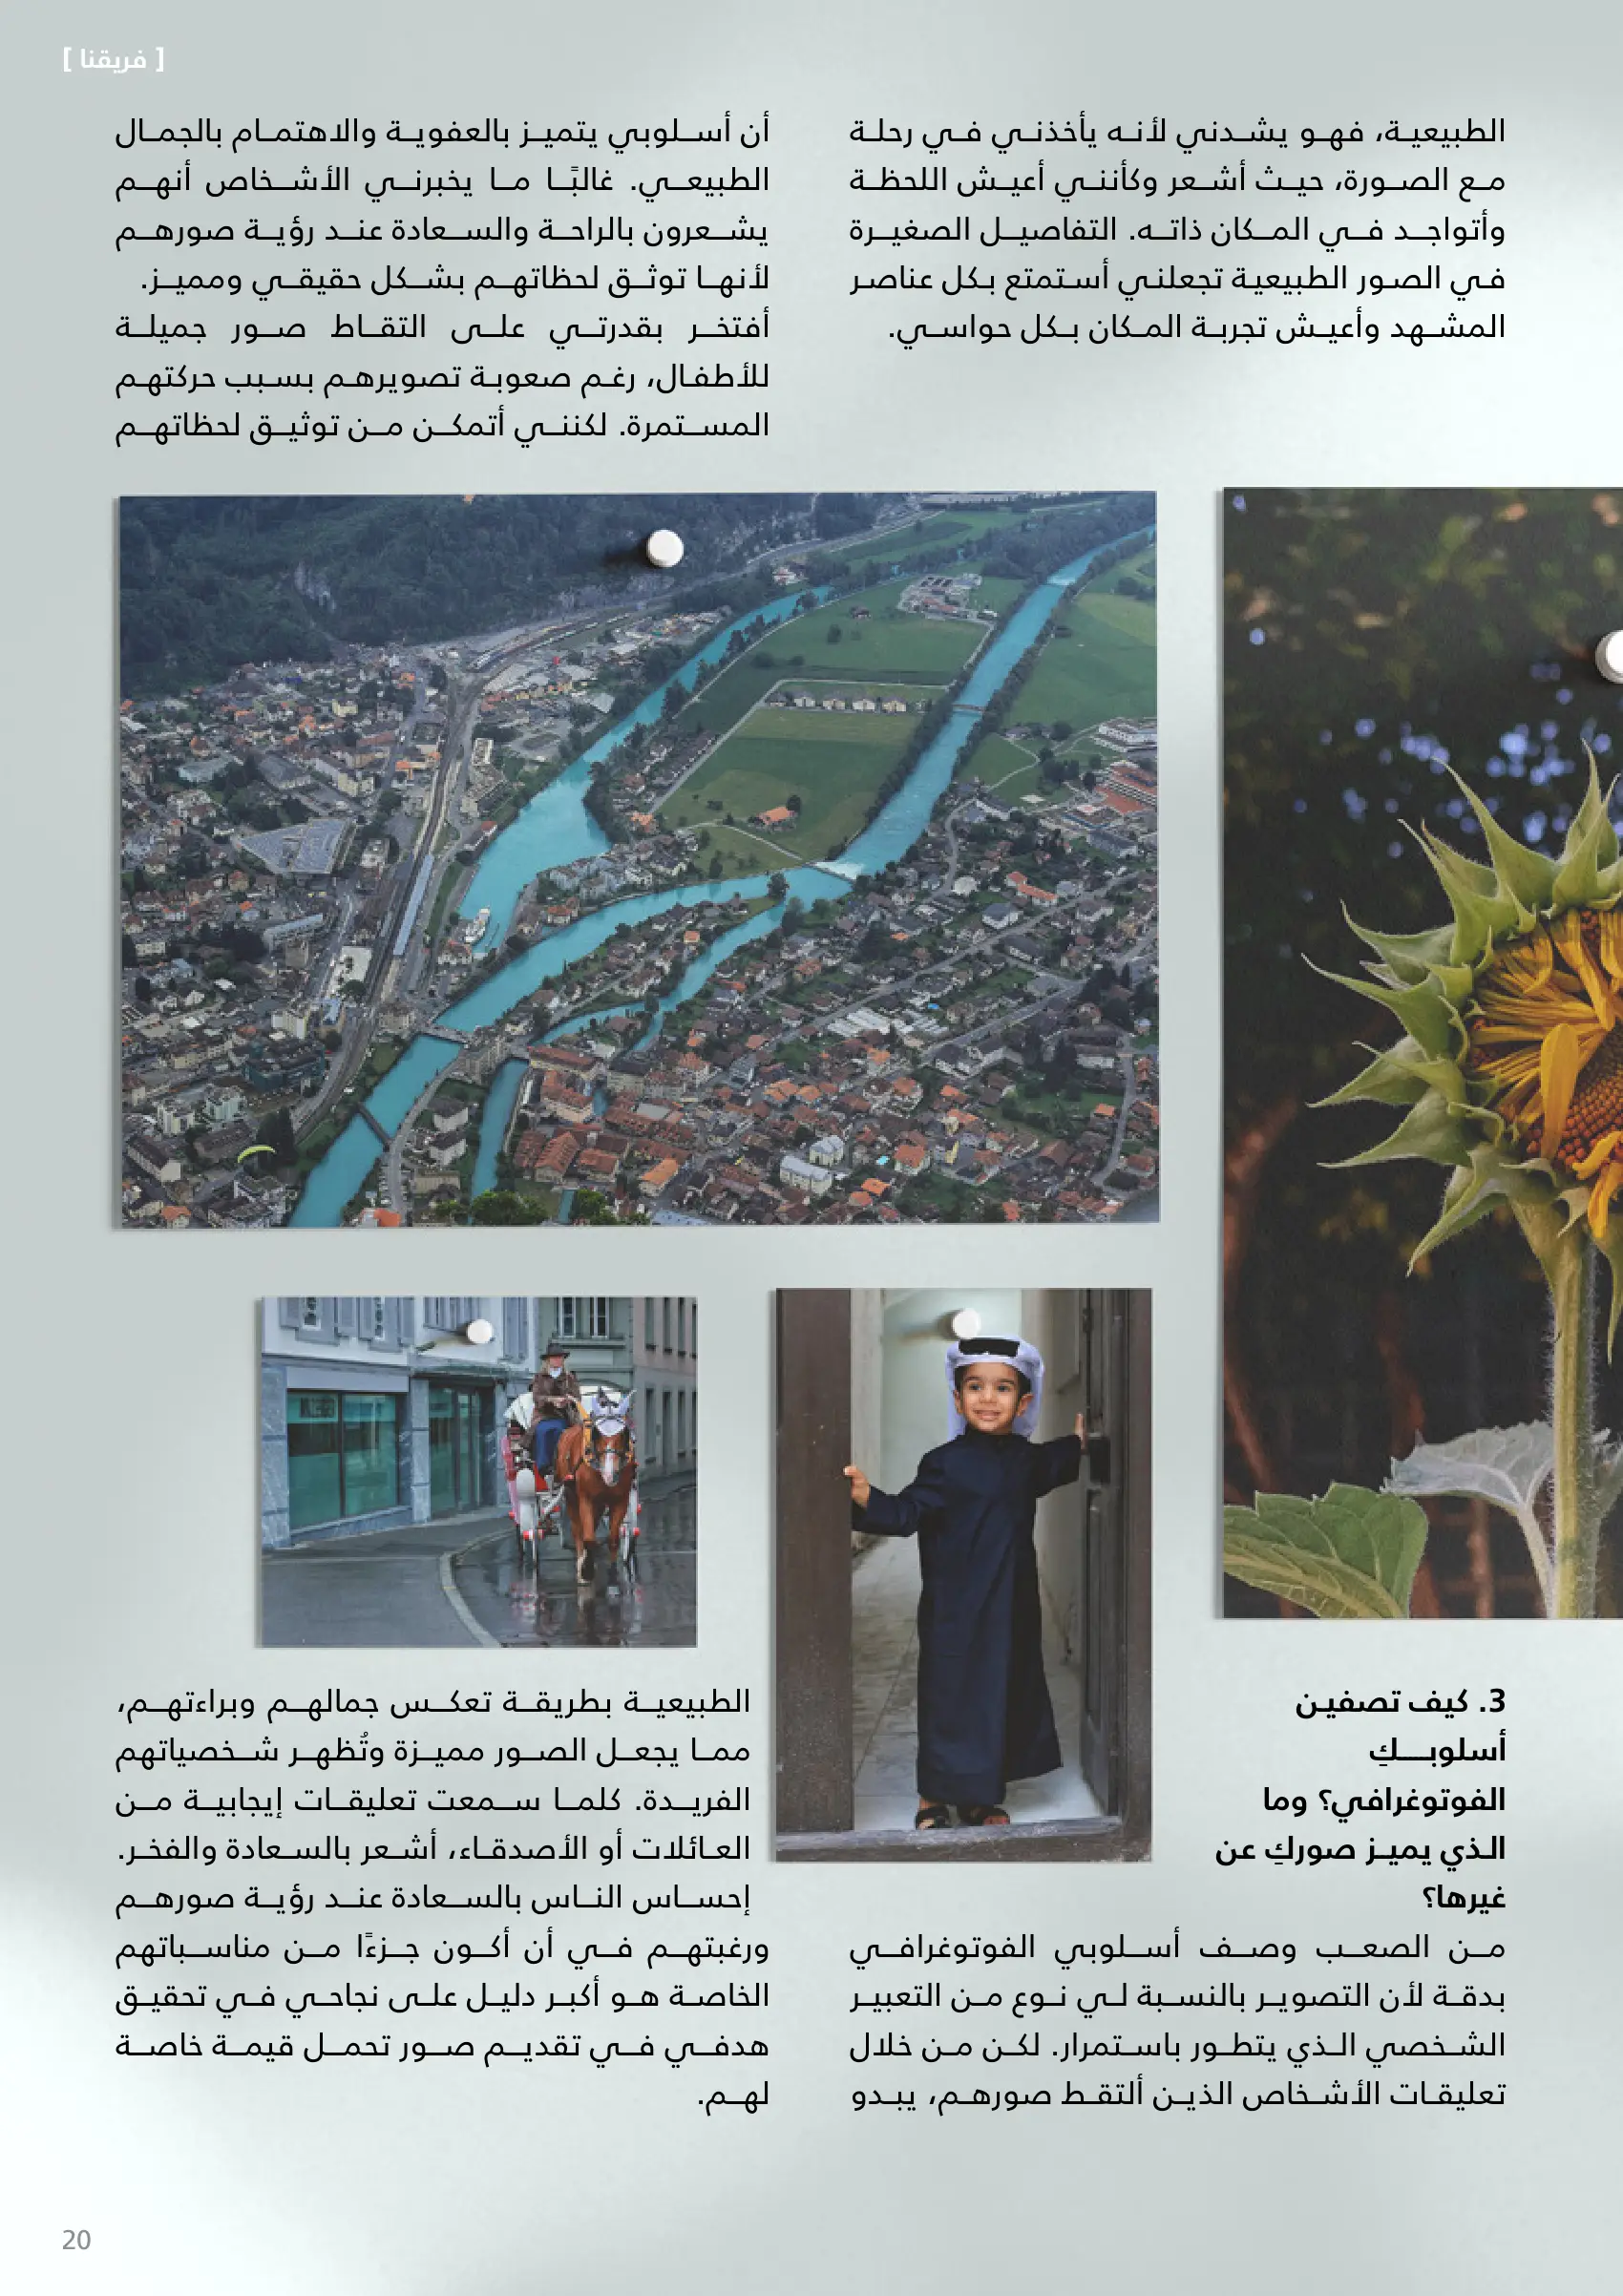 [ فريقنا ]
الطبيعية، فهو يشدني لأنه يأخذني في رحلة
مع الصورة، حيث أشعر وكأنني أعيش اللحظة
وأتواجد في المكان ذاته. التفاصيل الصغيرة
في الصور الطبيعية تجعلني أستمتع بكل عناصر
المشهد وأعيش تجربة المكان بكل حواسي.
3. كيف تصفين
أسلوبكِ
الفوتوغرافي؟ وما
الذي يميز صوركِ عن
غيرها؟
من الصعب وصف أسلوبي الفوتوغرافي
بدقة لأن التصوير بالنسبة لي نوع من التعبير
الشخصي الذي يتطور باستمرار. لكن من خلال
تعليقات الأشخاص الذين ألتقط صورهم، يبدو
أن أسلوبي يتميز بالعفوية والاهتمام بالجمال
الطبيعي. غالبًا ما يخبرني الأشخاص أنهم
يشعرون بالراحة والسعادة عند رؤية صورهم
لأنها توثق لحظاتهم بشكل حقيقي ومميز.
أفتخر بقدرتي على التقاط صور جميلة
للأطفال، رغم صعوبة تصويرهم بسبب حركتهم
المستمرة. لكنني أتمكن من توثيق لحظاتهم
الطبيعية بطريقة تعكس جمالهم وبراءتهم،
مما يجعل الصور مميزة وتُظهر شخصياتهم
الفريدة. كلما سمعت تعليقات إيجابية من
العائلات أو الأصدقاء، أشعر بالسعادة والفخر.
إحساس الناس بالسعادة عند رؤية صورهم
ورغبتهم في أن أكون جزءًا من مناسباتهم
الخاصة هو أكبر دليل على نجاحي في تحقيق
هدفي في تقديم صور تحمل قيمة خاصة
لهم.
20